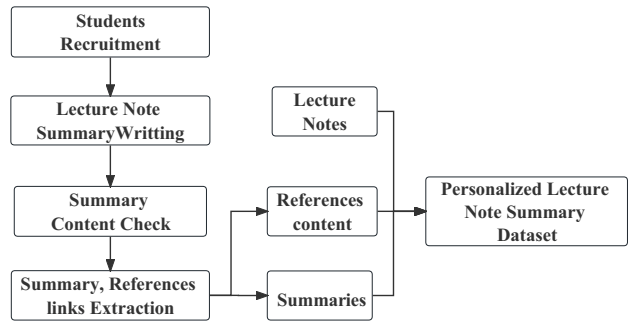 Students
Recruitment
Lecture Note
SummaryWritting
Summary
Content Check
Summary, References
links Extraction
Lecture
Notes
References
content
Summaries
Personalized Lecture
Note Summary
Dataset